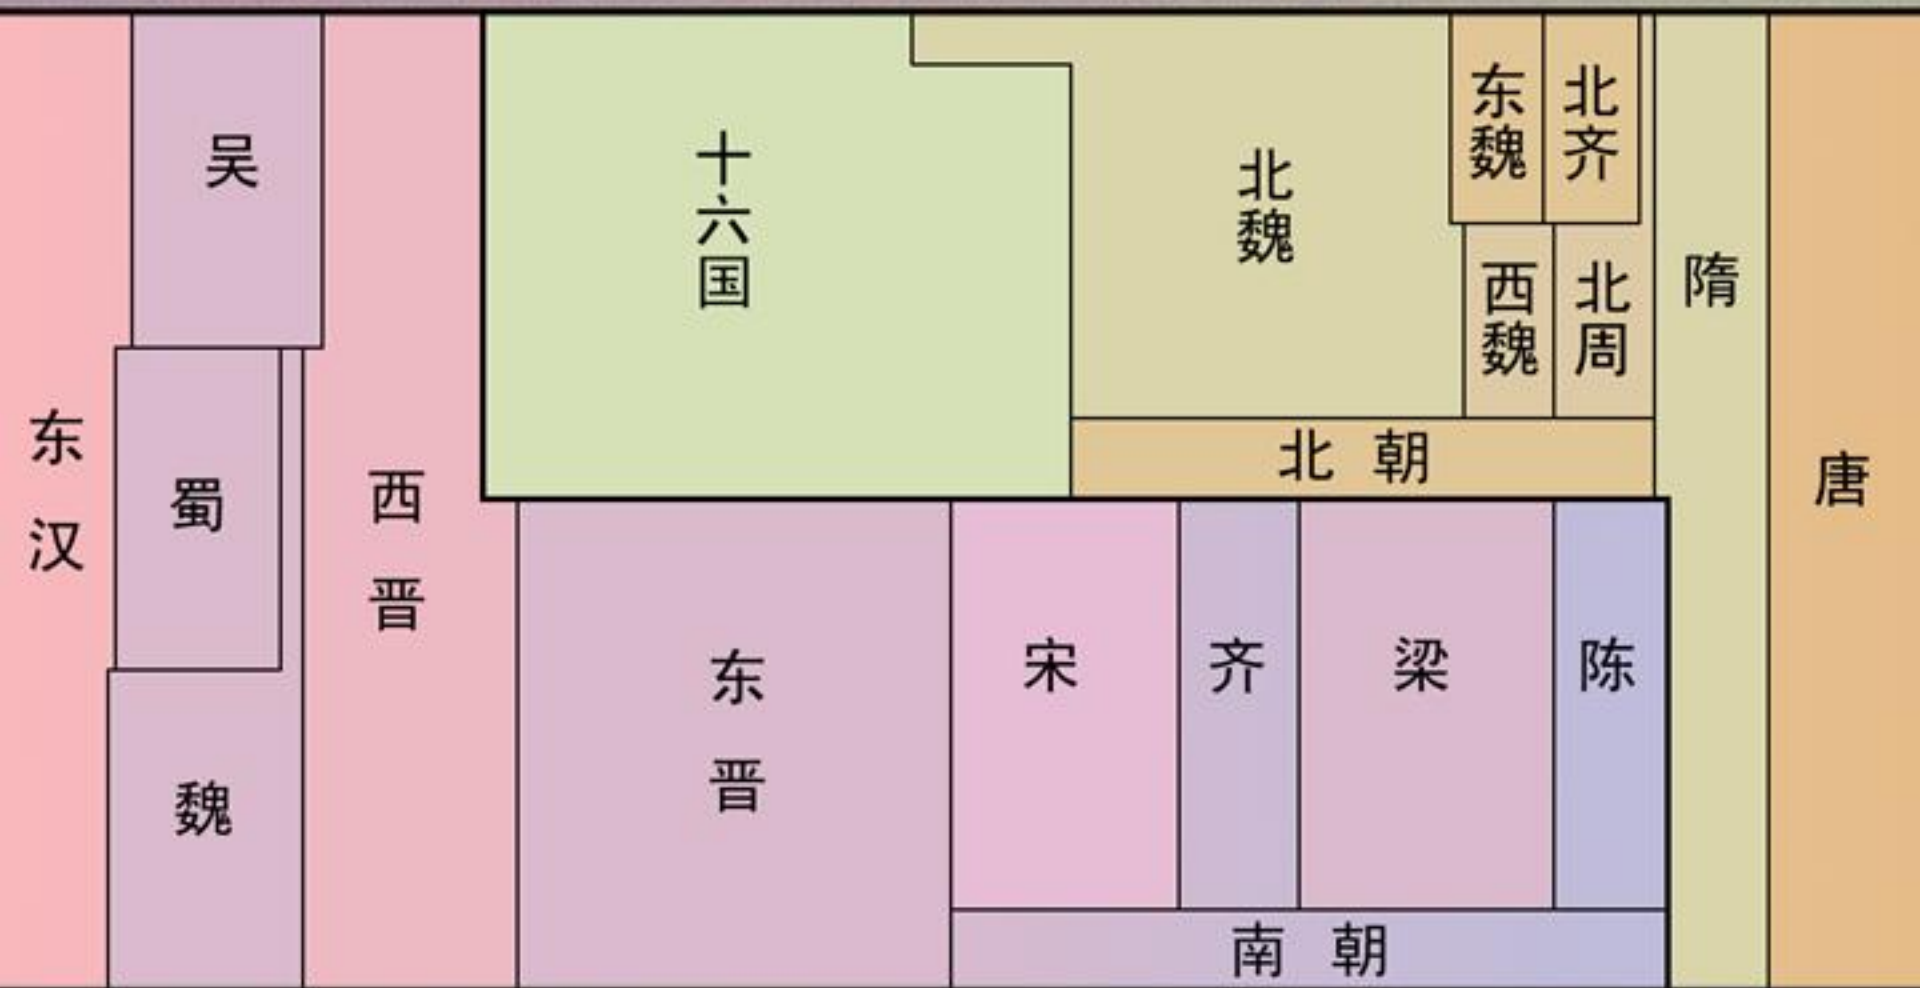 东汉
吴
蜀
魏
西晋
十六国
东晋
北魏
东魏
北齐
西魏
北周
北朝
宋
齐
梁
陈
南朝
隋
唐